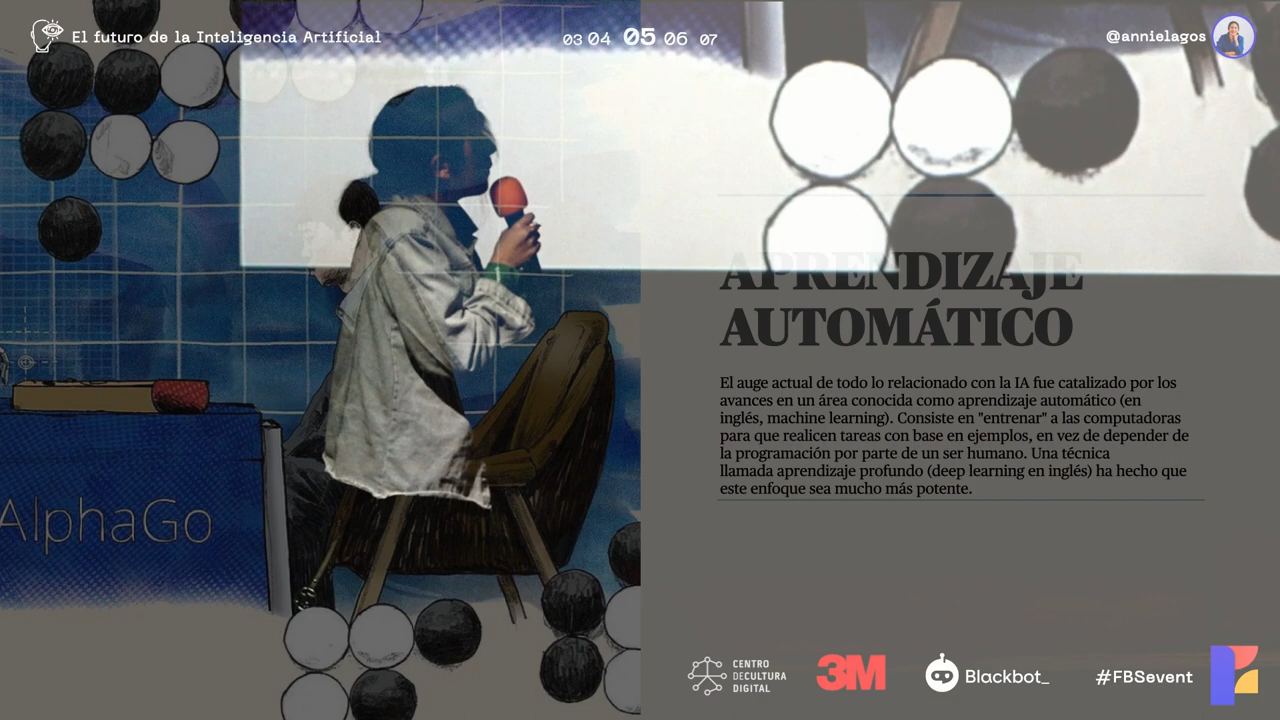 El futuro de la Inteligencia Artificial
03 04 05 06 07
@annielagos
APRENDIZAJE
AUTOMÁTICO
El auge actual de todo lo relacionado con la IA fue catalizado por los
avances en un área conocida como aprendizaje automático (en
inglés, machine learning). Consiste en "entrenar" a las computadoras
para que realicen tareas con base en ejemplos, en vez de depender de
la programación por parte de un ser humano. Una técnica
llamada aprendizaje profundo (deep learning en inglés) ha hecho que
este enfoque sea mucho más potente.
AlphaGo
CENTRO
DECULTURA
DIGITAL
3M
Blackbot_
#FBSevent